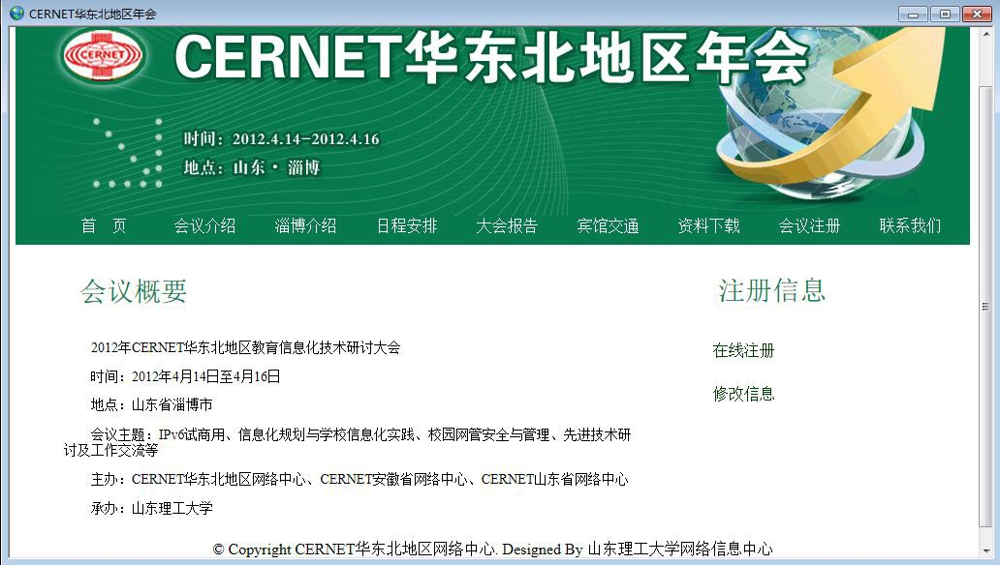 CERNET华东北地区年会
CERNET
CERNET华东北地区年会
时间：2012.4.14-2012.4.16
地点：山东·淄博
首 页 会议介绍 淄博介绍 日程安排 大会报告 宾馆交通 资料下载 会议注册 联系我们
会议概要
2012年CERNET华东北地区教育信息化技术研讨大会
时间：2012年4月14日至4月16日
地点：山东省淄博市
会议主题：IPv6试商用、信息化规划与学校信息化实践、校园网管安全与管理、先进技术研
讨及工作交流等
主办：CERNET华东北地区网络中心、CERNET安徽省网络中心、CERNET山东省网络中心
承办：山东理工大学
注册信息
在线注册
修改信息
© Copyright CERNET华东北地区网络中心. Designed By 山东理工大学网络信息中心